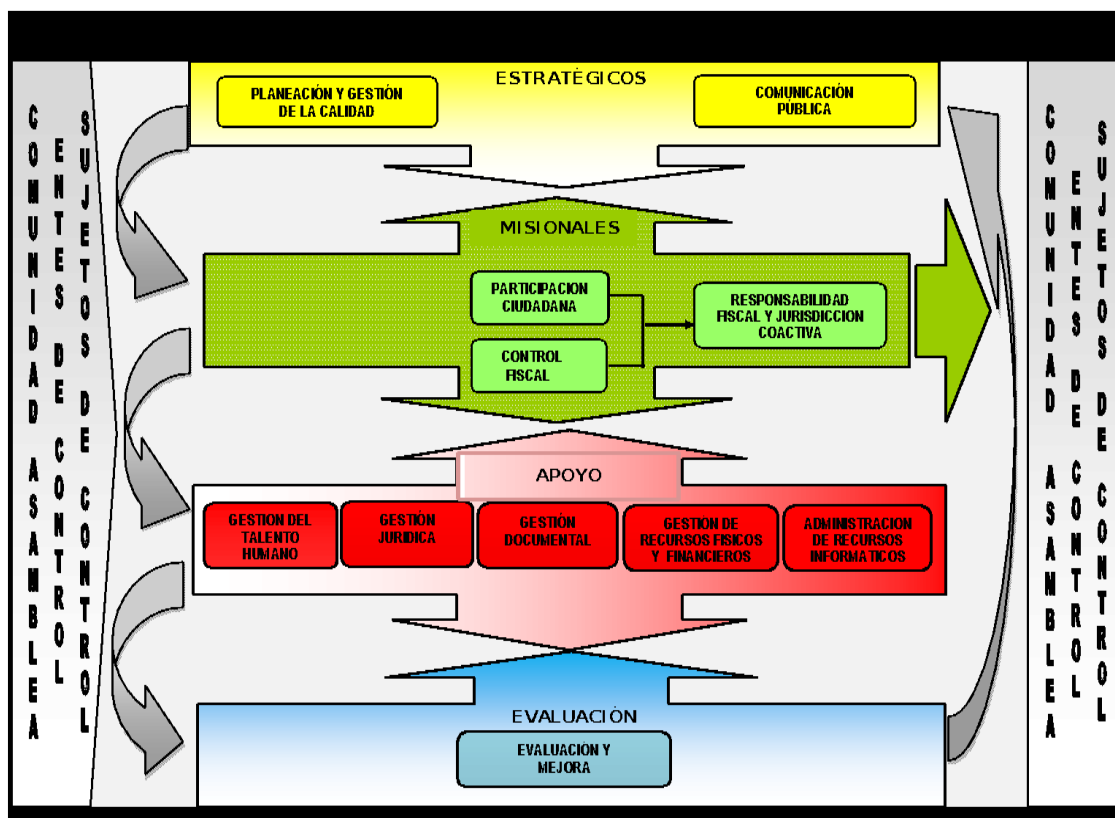 COMUNIDAD ASAMBLEA
ENTES DE CONTROL
SUJETOS DE CONTROL
ESTRATÉGICOS
PLANEACIÓN Y GESTIÓN
DE LA CALIDAD
COMUNICACIÓN
PÚBLICA
MISIONALES
PARTICIPACION
CIUDADANA
CONTROL
FISCAL
RESPONSABILIDAD
FISCAL Y JURISDICCION
COACTIVA
APOYO
GESTION DEL
TALENTO
HUMANO
GESTIÓN
JURIDICA
GESTIÓN
DOCUMENTAL
GESTION DE
RECURSOS FISICOS
Y FINANCIEROS
ADMINISTRACION
DE RECURSOS
INFORMATICOS
EVALUACIÓN
EVALUACIÓN Y
MEJORA
COMUNIDAD ASANBLEA
ENTES DE CONTROL
SUJETOS DE CONTROL